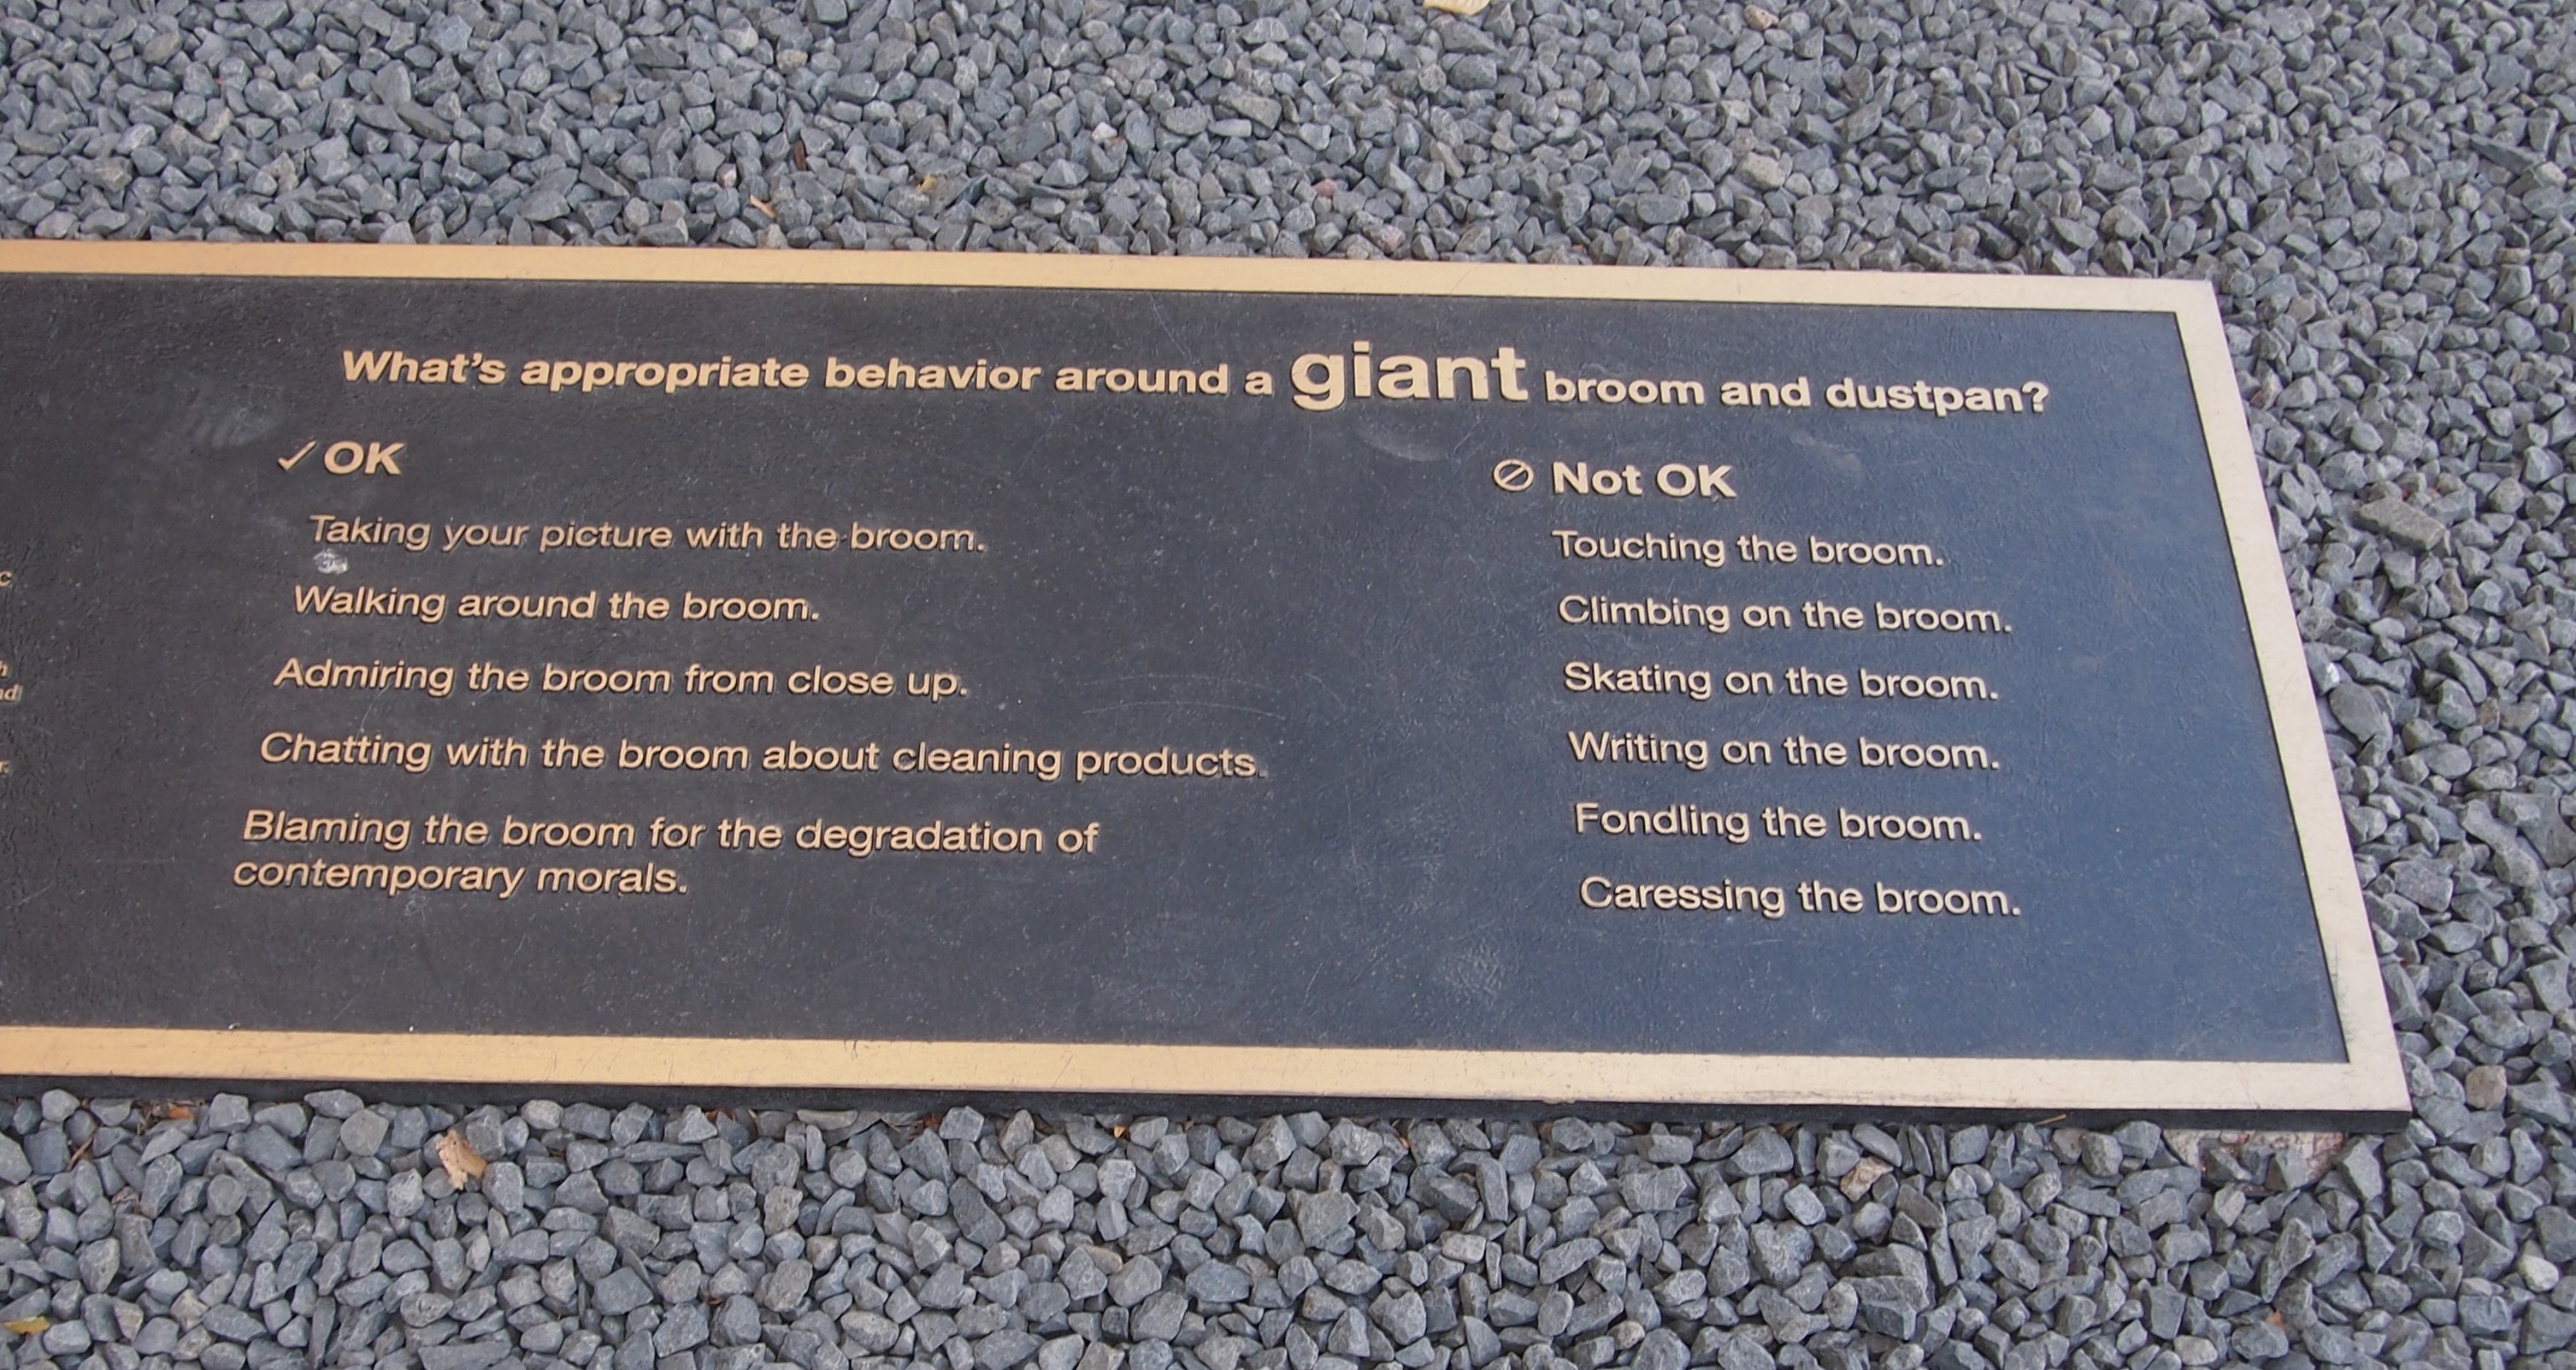 What's appropriate behavior around a giant broom and dustpan?
✓ OK
Taking your picture with the broom.
Walking around the broom.
Admiring the broom from close up.
Chatting with the broom about cleaning products.
Blaming the broom for the degradation of
contemporary morals.
⊘ Not OK
Touching the broom.
Climbing on the broom.
Skating on the broom.
Writing on the broom.
Fondling the broom.
Caressing the broom.